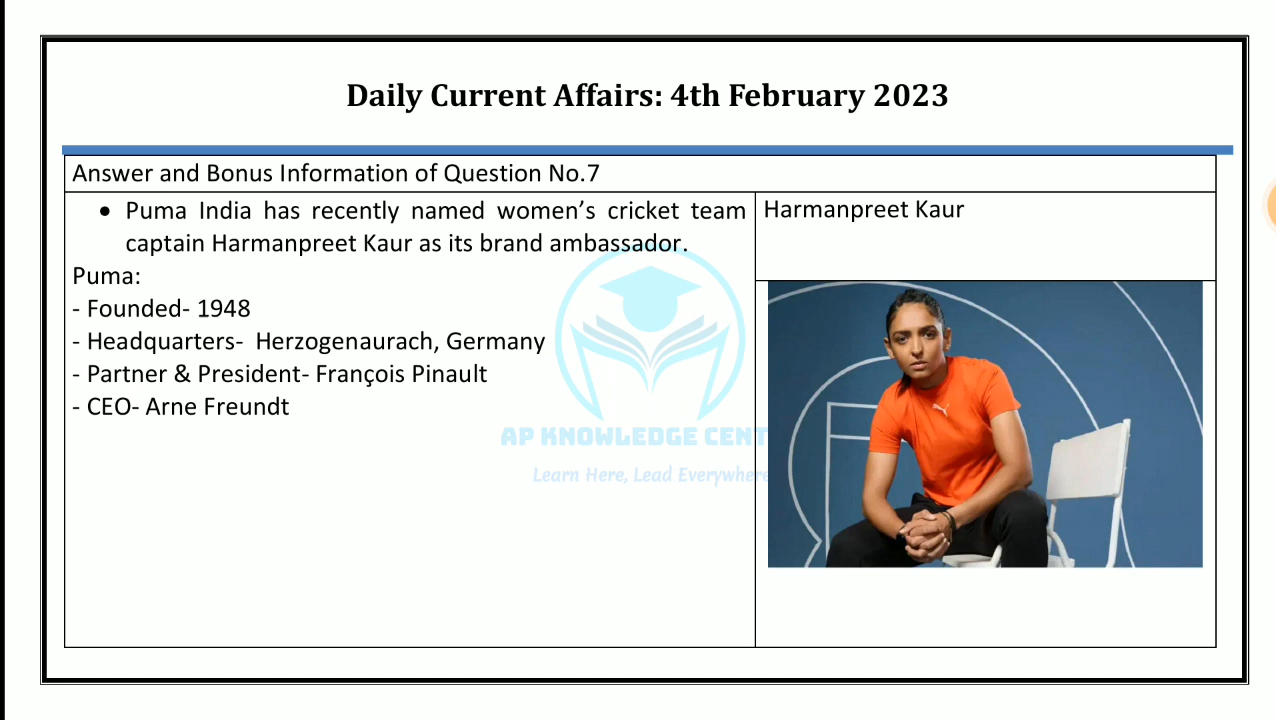 Daily Current Affairs: 4th February 2023
Answer and Bonus Information of Question No.7
• Puma India has recently named women’s cricket team
captain Harmanpreet Kaur as its brand ambassador.
Puma:
- Founded- 1948
- Headquarters- Herzogenaurach, Germany
- Partner & President- François Pinault
- CEO- Arne Freundt
Harmanpreet Kaur
AP KNOWLEDGE CENT
Learn Here, Lead Everywhere